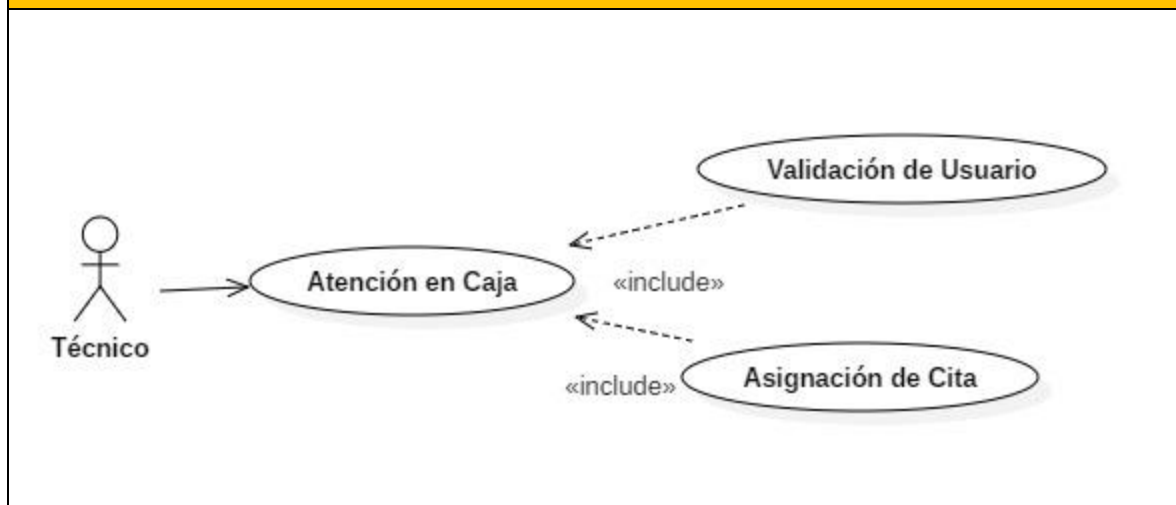 Validación de Usuario
Atención en Caja
«include»
Técnico
Asignación de Cita
«include»